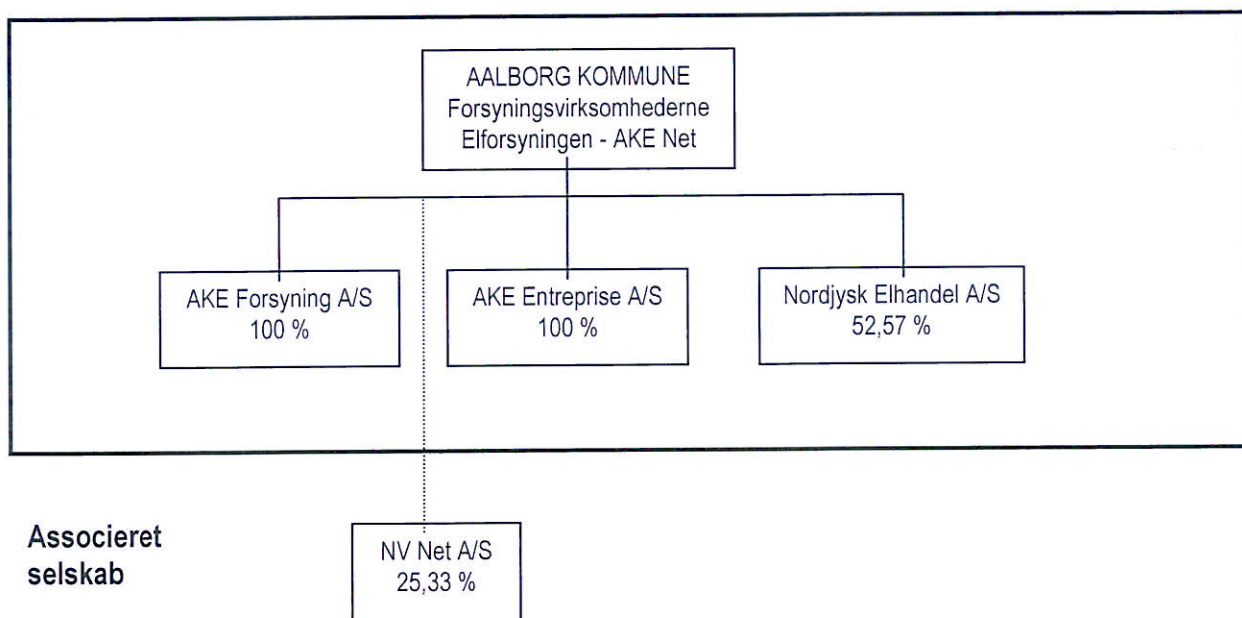 AALBORG KOMMUNE
Forsyningsvirksomhederne
Elforsyningen - AKE Net
AKE Forsyning A/S
100 %
AKE Entreprise A/S
100 %
Nordjysk Elhandel A/S
52,57 %
Associeret
selskab
NV Net A/S
25,33 %